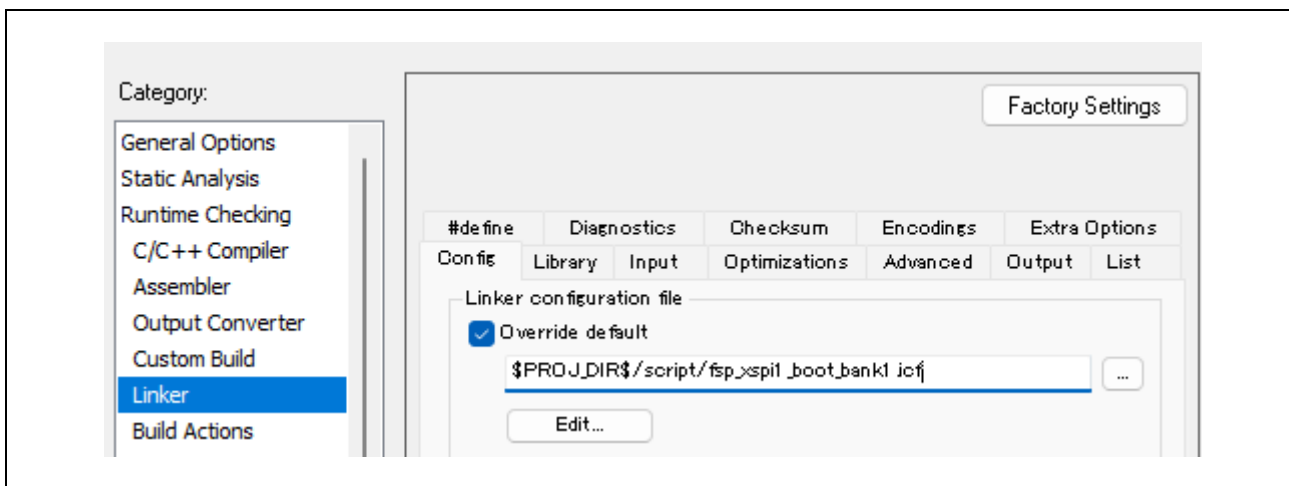 Category:
Factory Settings
General Options
Static Analysis
Runtime Checking
C/C++ Compiler
Assembler
Output Converter
Custom Build
Linker
Build Actions
#define Diagnostics Checksum Encodings Extra Options
Config Library Input Optimizations Advanced Output List
Linker configuration file
Override default
$PROJ_DIR$/script/fsp_xspi1_boot_bank1.icf
...
Edit...